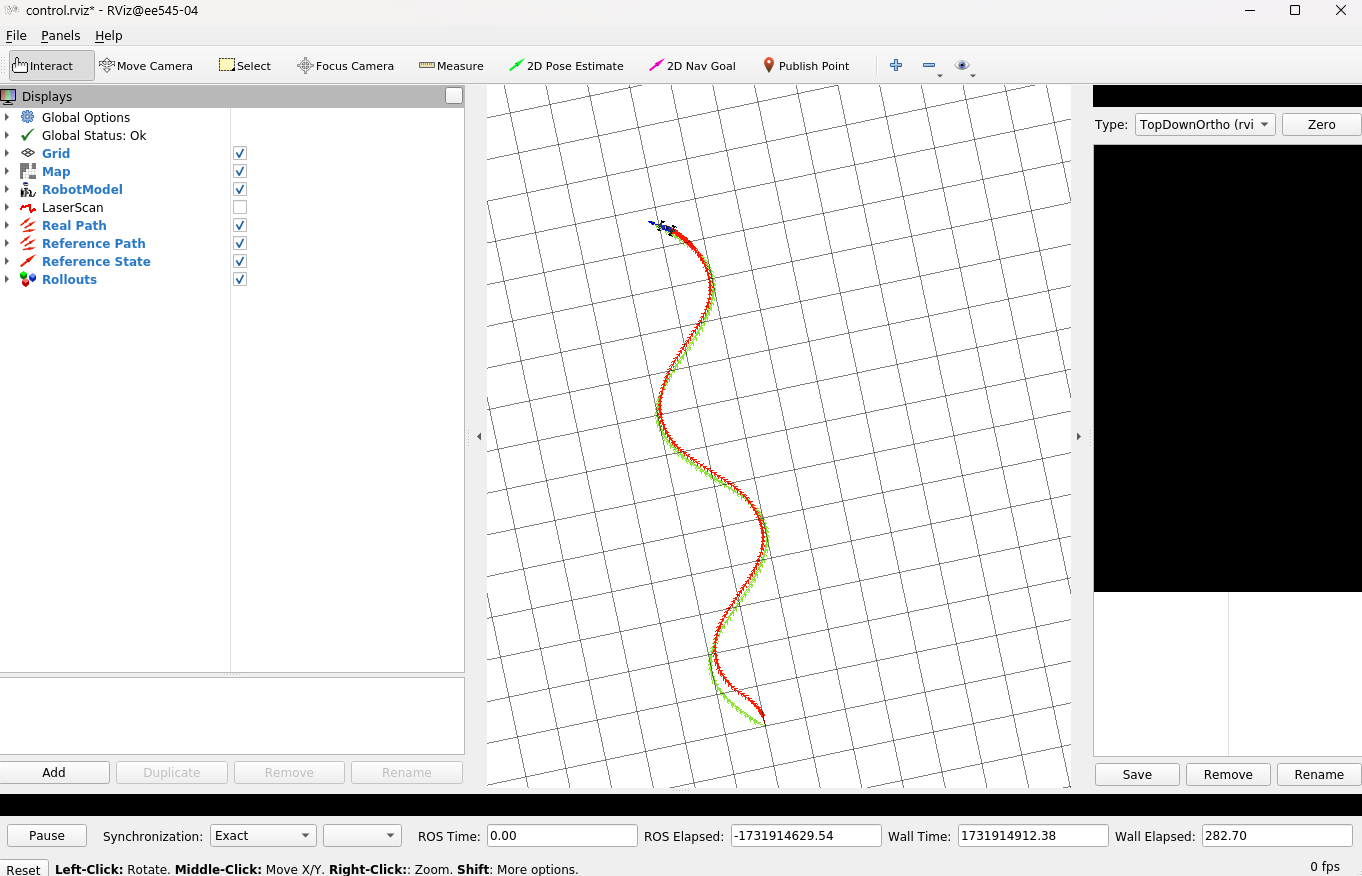 control.rviz* - RViz@ee545-04
File Panels Help
Interact Move Camera Select Focus Camera Measure 2D Pose Estimate 2D Nav Goal Publish Point
Displays
Global Options
Global Status: Ok
Grid
Map
RobotModel
LaserScan
Real Path
Reference Path
Reference State
Rollouts
Add Duplicate Remove Rename
Type: TopDownOrtho (rvi Zero
Save Remove Rename
Pause Synchronization: Exact ROS Time: 0.00 ROS Elapsed: -1731914629.54 Wall Time: 1731914912.38 Wall Elapsed: 282.70
Reset Left-Click: Rotate. Middle-Click: Move X/Y. Right-Click:: Zoom. Shift: More options. 0 fps